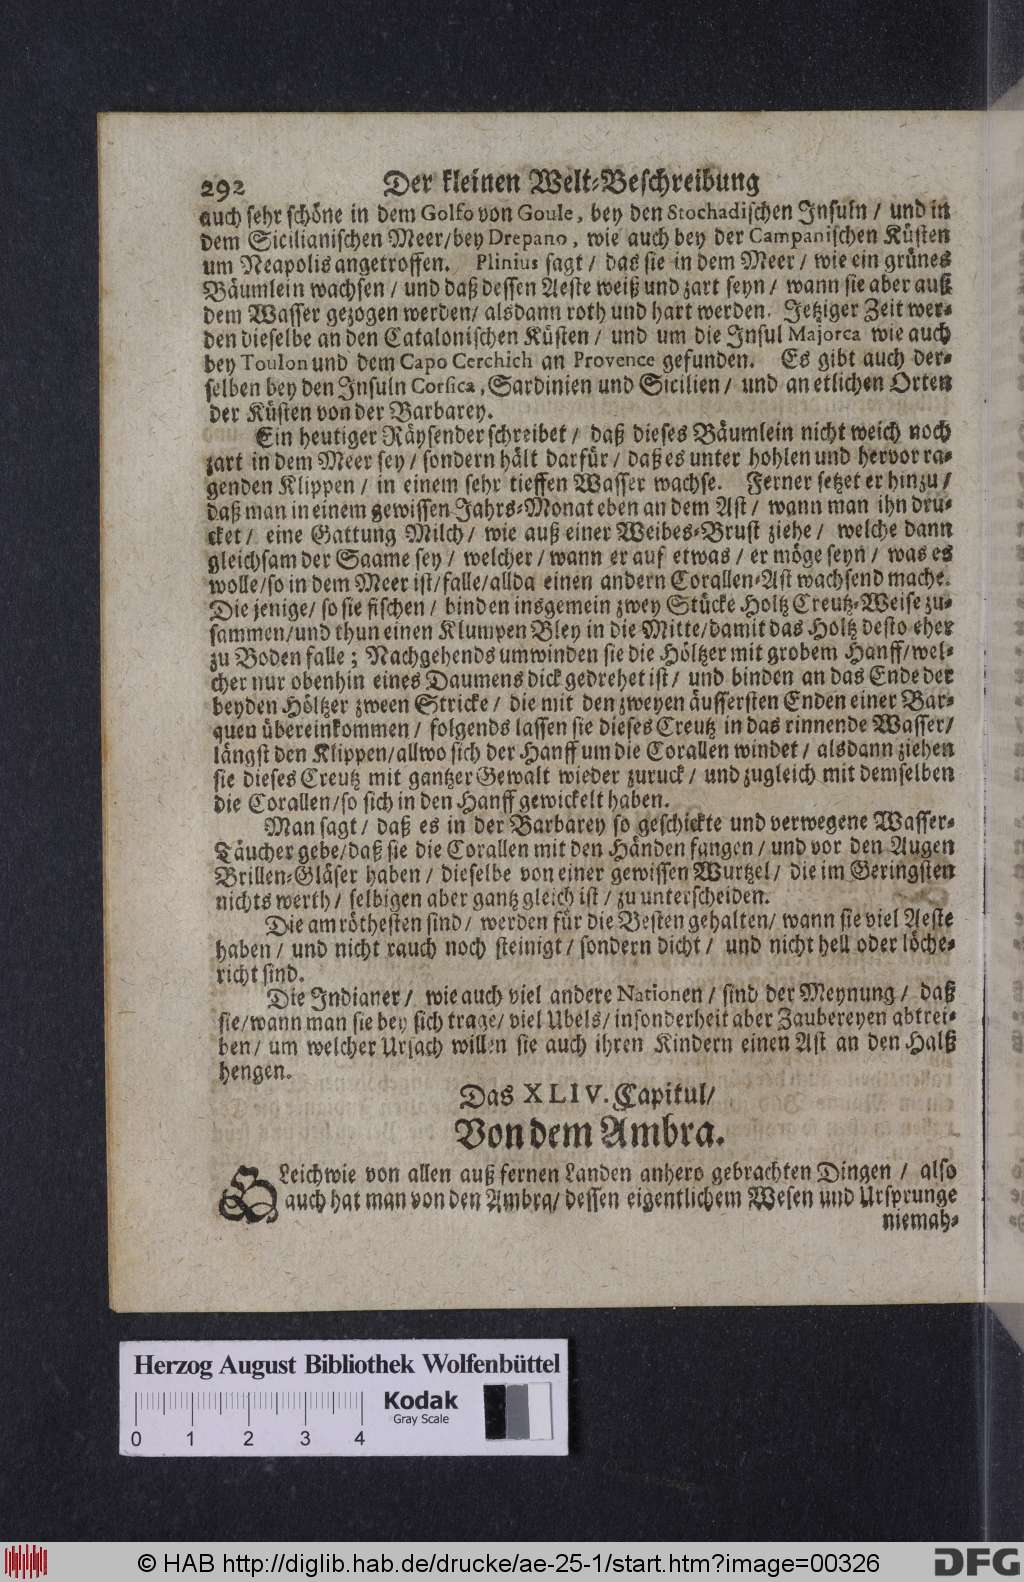 292 Der kleinen Welt-Beschreibung
auch sehr schöne in dem Golfo von Goule, bey den Stochadischen Insuln / und in
dem Sicilianischen Meer/bey Drepano, wie auch bey der Campanischen Küsten
um Neapolis angetroffen. Plinius sagt / das sie in dem Meer / wie ein grünes
Bäumlein wachsen / und daß dessen Aeste weiß und zart seyn / wann sie aber auß
dem Wasser gezogen werden/ alsdann roth und hart werden. Jetziger Zeit wer-
den dieselbe an den Catalonischen Küsten / und um die Insul Majorca wie auch
bey Toulon und dem Capo Cerchich an Provence gefunden. Es gibt auch der-
selben bey den Insuln Corsica, Sardinien und Sicilien / und an etlichen Orten
der Küsten von der Barbarey.
Ein heutiger Räysender schreibet / daß dieses Bäumlein nicht weich noch
zart in dem Meer sey / sondern hält darfür / daß es unter hohlen und hervor ra-
genden Klippen / in einem sehr tieffen Wasser wachse. Ferner setzet er hinzu /
daß man in einem gewissen Jahrs-Monat eben an dem Ast / wann man ihn dru-
cket / eine Gattung Milch / wie auß einer Weibes-Brust ziehe / welche dann
gleichsam der Saame sey / welcher / wann er auf etwas / er möge seyn / was es
wolle/so in dem Meer ist/falle/allda einen andern Corallen-Ast wachsend mache.
Die jenige/ so sie fischen/ binden insgemein zwey Stücke Holtz Creutz-Weise zu-
sammen/und thun einen Klumpen Bley in die Mitte/damit das Holtz desto eher
zu Boden falle; Nachgehends umwinden sie die Höltzer mit grobem Hanff/wel-
cher nur obenhin eines Daumens dick gedrehet ist/ und binden an das Ende der
beyden Höltzer zween Stricke / die mit den zweyen äussersten Enden einer Bar-
quen übereinkommen / folgends lassen sie dieses Creutz in das rinnende Wasser/
längst den Klippen/allwo sich der Hanff um die Corallen windet / alsdann ziehen
sie dieses Creutz mit gantzer Gewalt wieder zuruck / und zugleich mit demselben
die Corallen/so sich in den Hanff gewickelt haben.
Man sagt / daß es in der Barbarey so geschickte und verwegene Wasser-
Täucher gebe/daß sie die Corallen mit den Händen fangen / und vor den Augen
Brillen-Gläser haben / dieselbe von einer gewissen Wurtzel / die im Geringsten
nichts werth / selbigen aber gantz gleich ist / zu unterscheiden.
Die am röthesten sind/ werden für die Besten gehalten/ wann sie viel Aeste
haben / und nicht rauch noch steinigt / sondern dicht / und nicht hell oder löche-
richt sind.
Die Indianer / wie auch viel andere Nationen / sind der Meynung / daß
sie/wann man sie bey sich trage/ viel Ubels/ insonderheit aber Zaubereyen abtrei-
ben / um welcher Ursach willen sie auch ihren Kindern einen Ast an den Halß
hengen.
Das XLIV. Capitul/
Von dem Ambra.
GLeichwie von allen auß fernen Landen anhero gebrachten Dingen / also
auch hat man von den Ambra/ dessen eigentlichem Wesen und Ursprunge
niemah-
Herzog August Bibliothek Wolfenbüttel
Kodak
Gray Scale
0 1 2 3 4
© HAB http://diglib.hab.de/drucke/ae-25-1/start.htm?image=00326
DFG